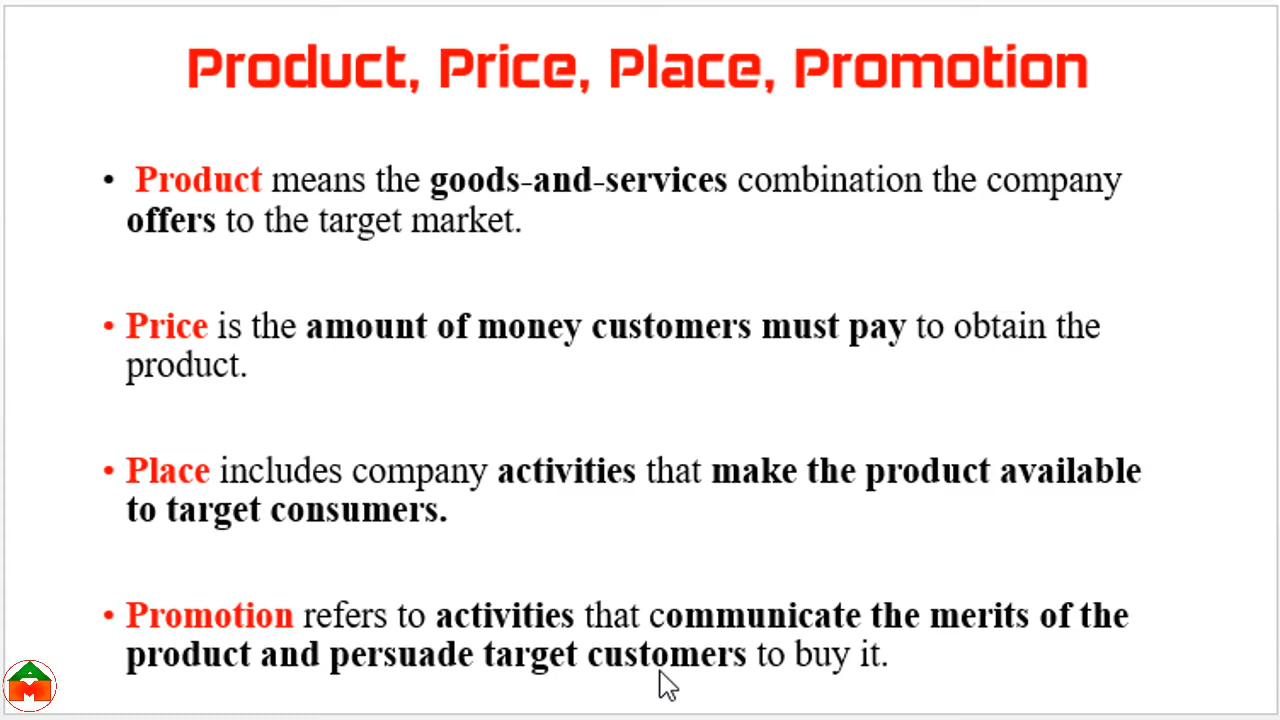 Product, Price, Place, Promotion
• Product means the goods-and-services combination the company
offers to the target market.
• Price is the amount of money customers must pay to obtain the
product.
• Place includes company activities that make the product available
to target consumers.
• Promotion refers to activities that communicate the merits of the
product and persuade target customers to buy it.